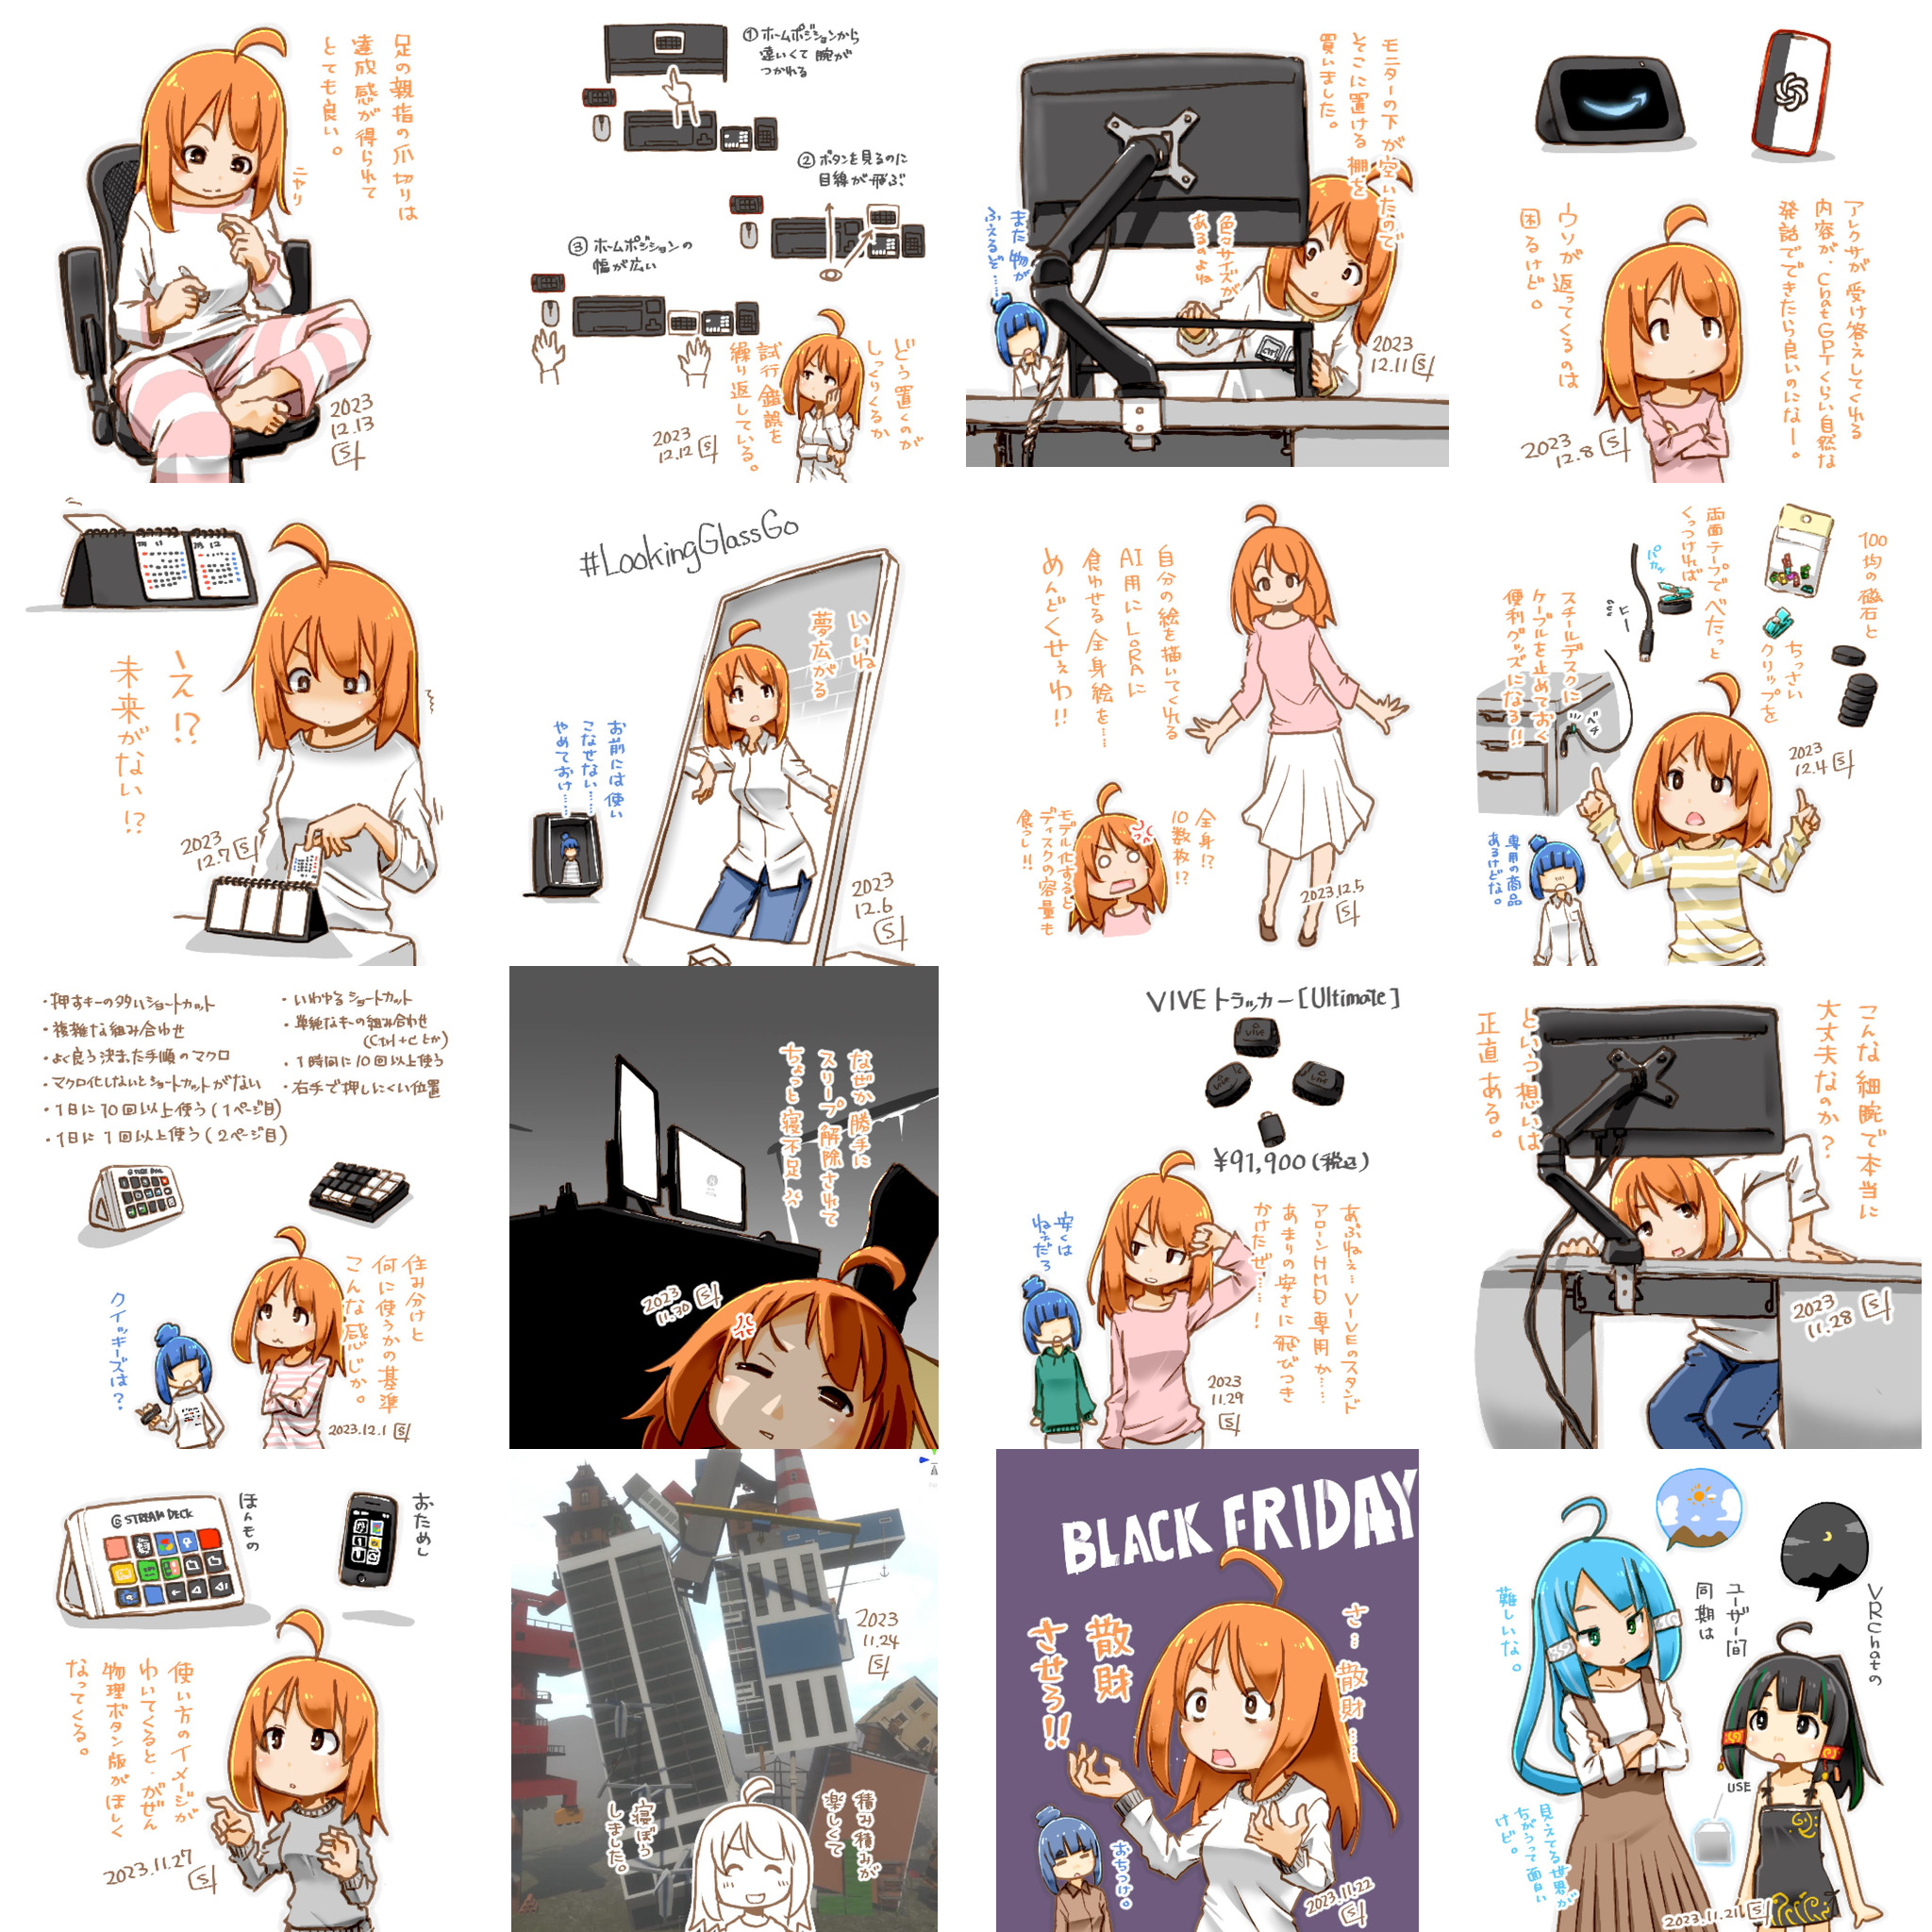 足の親指の爪切りは
達成感が得られて
とても良い。
ニヤリ
2023
12.13
①ホームポジションから
遠いくて腕が
つかれる
②ボタンを見るのに
目線が飛ぶ
③ホームポジションの
幅が広い
どう置くのが
しっくりくるか
試行錯誤を
繰り返している。
2023
12.12
モニターの下が空いたので
そこに置ける棚を
買いました。
色々サイズが
あるのよね
また物が
ふえるぞ……
Ctrl
2023
12.11
アレクサが受け答えしてくれる
内容が、ChatGPTくらい自然な
発話でできたら良いのになー。
ウソが返ってくるのは
困るけど。
2023
12.8
え!?
未来がない!?
2023
12.7
#LookingGlassGo
いいね
夢広がる
お前には使い
こなせない……
やめておけ……
2023
12.6
自分の絵を描いてくれる
AI用にLoRAに
食わせる全身絵を……
めんどくせぇわ!!
全身!?
10数枚!?
モデル化すると
ディスクの容量も
食うし!!
2023.12.5
100均の磁石と
ちっさい
クリップを
両面テープでべたっと
くっつければ
パカッ
スチールデスクに
ケーブルを止めておく
便利グッズになる!!
ペタ
専用の商品
あるけどな。
2023
12.4
・押すキーの多いショートカット
・複雑な組み合わせ
・よく良う決まった手順のマクロ
・マクロ化しないとショートカットがない
・1日に10回以上使う(1ページ目)
・1日に1回以上使う(2ページ目)
・いわゆるショートカット
・単純なキーの組み合わせ
(Ctrl+Cとか)
・1時間に10回以上使う
・右手で押しにくい位置
住み分けと
何に使うかの基準
こんな感じか。
クイッキーズは?
2023.12.1
なぜか勝手に
スリープ解除されて
ちょっと寝不足
2023
11.30
VIVEトラッカー[Ultimate]
VIVE
VIVE
VIVE
¥91,900(税込)
あぶねぇ…VIVEのスタンド
アローンHMD専用か……
あまりの安さに飛びつき
かけたぜ……!
安くは
ねぇだろ
2023
11.29
こんな細腕で本当に
大丈夫なのか?
という想いは
正直ある。
2023
11.28
STREAM DECK
ほんもの
おためし
使い方のイメージが
わいてくると、がぜん
物理ボタン版がほしく
なってくる。
2023.11.27
2023
11.24
積み積みが
楽しくて
寝ぼう
しました。
BLACK FRIDAY
さ…散財……
散財
させろ!!
おちつけ。
2023.11.22
VRChatの
ユーザー間
同期は
難しいな。
USE
見えてる世界が
ちがうって面白い
けど。
2023.11.21